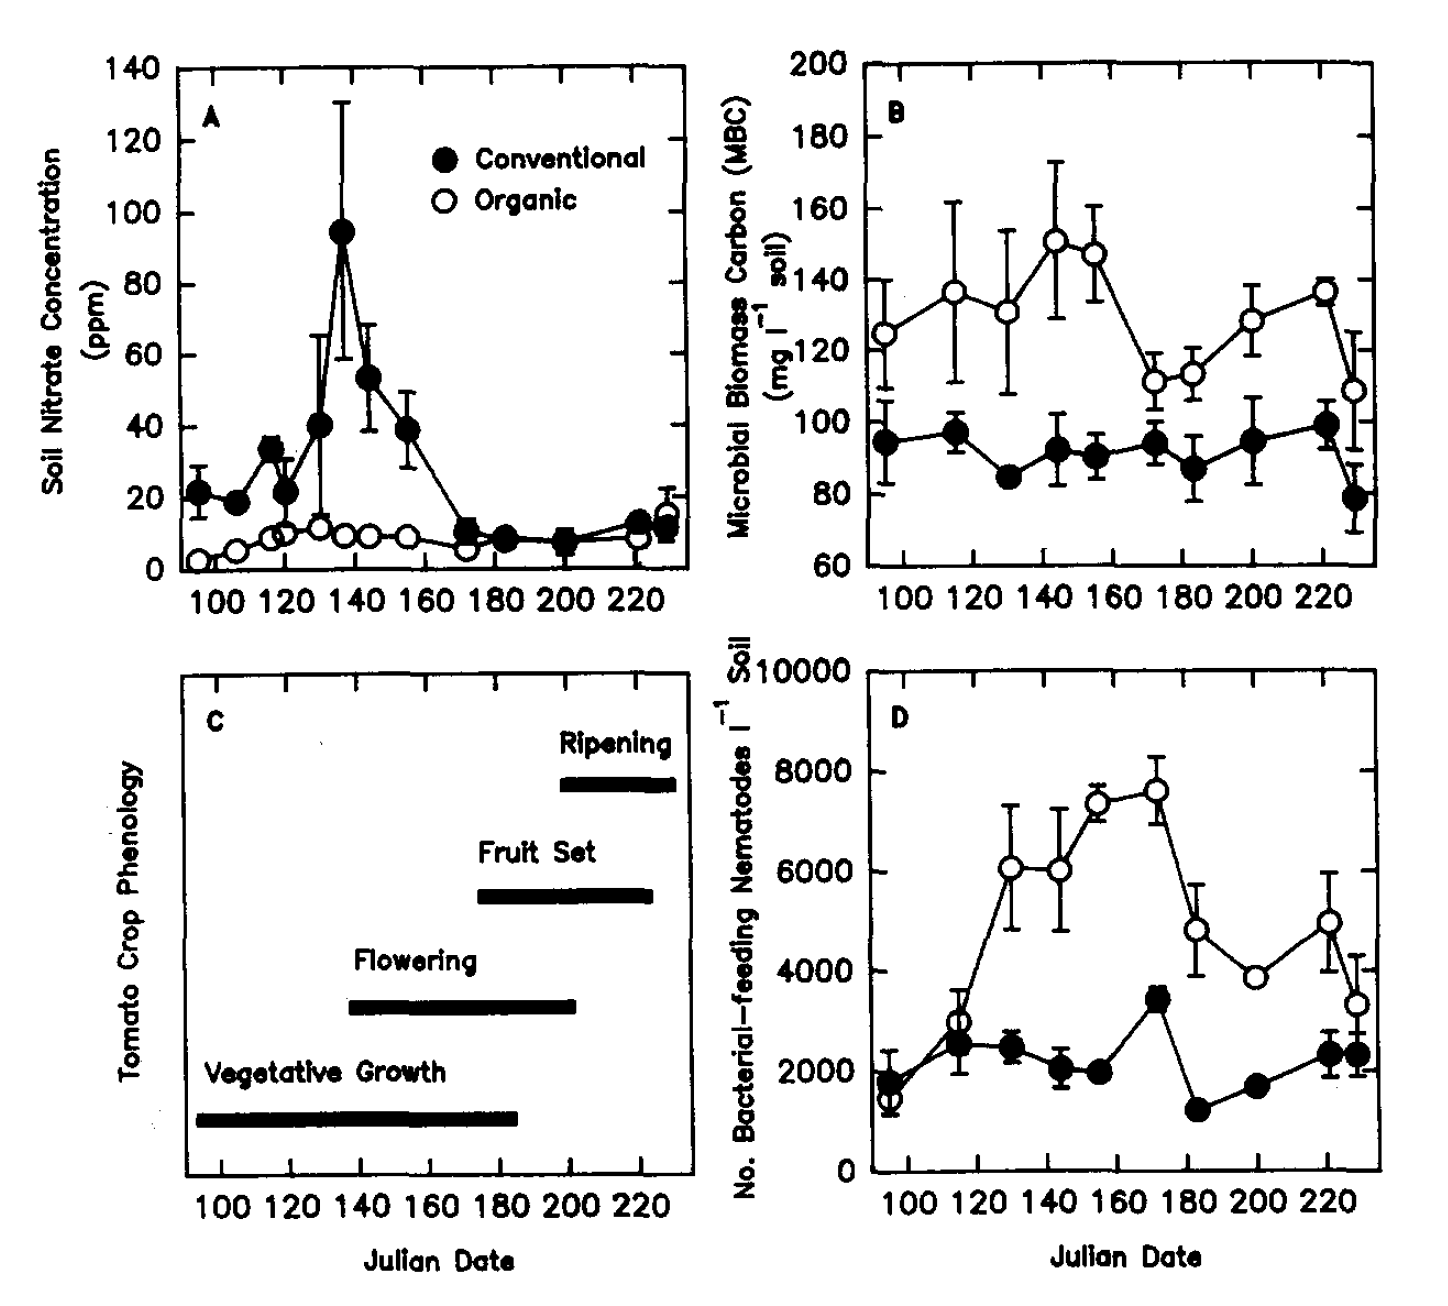 A
Conventional
Organic
Soil Nitrate Concentration
(ppm)
140
120
100
80
60
40
20
0
100 120 140 160 180 200 220
B
Microbial Biomass Carbon (MBC)
(mg l⁻¹ soil)
200
180
160
140
120
100
80
60
100 120 140 160 180 200 220
C
Tomato Crop Phenology
Ripening
Fruit Set
Flowering
Vegetative Growth
100 120 140 160 180 200 220
Julian Date
D
No. Bacterial-feeding Nematodes l⁻¹ Soil
10000
8000
6000
4000
2000
0
100 120 140 160 180 200 220
Julian Date